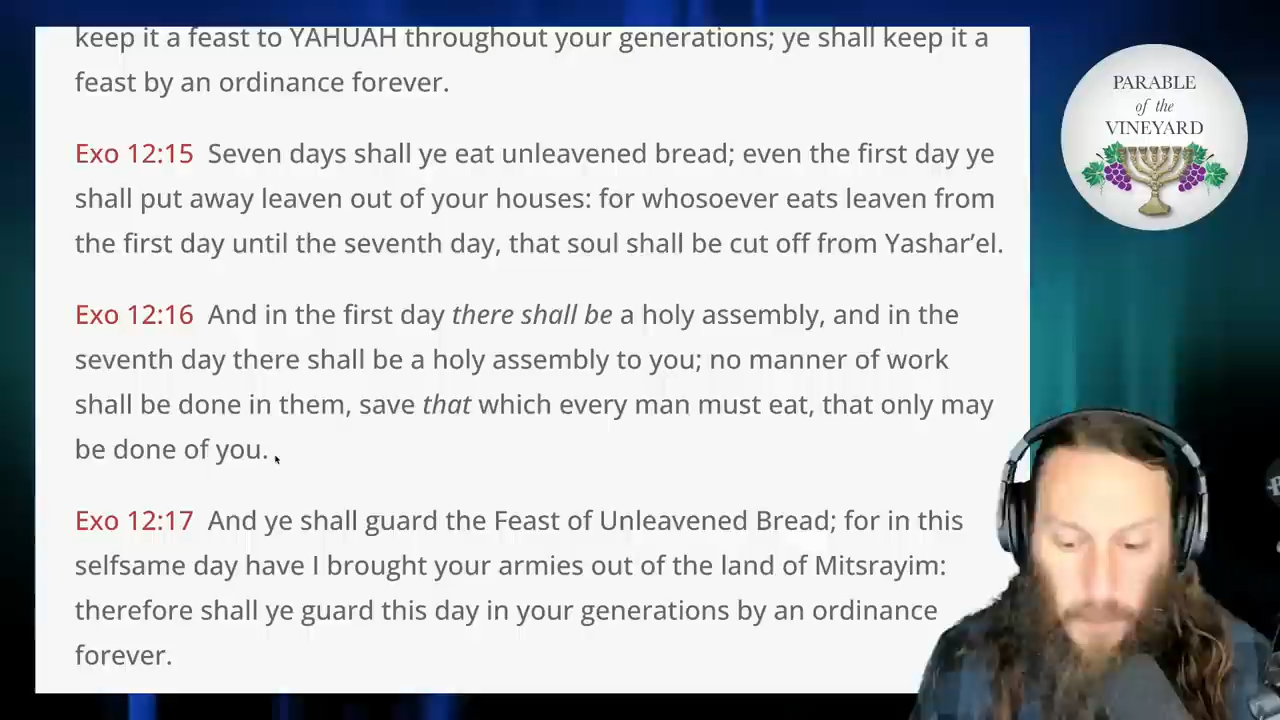 keep it a feast to YAHUAH throughout your generations; ye shall keep it a
feast by an ordinance forever.
Exo 12:15 Seven days shall ye eat unleavened bread; even the first day ye
shall put away leaven out of your houses: for whosoever eats leaven from
the first day until the seventh day, that soul shall be cut off from Yashar’el.
Exo 12:16 And in the first day there shall be a holy assembly, and in the
seventh day there shall be a holy assembly to you; no manner of work
shall be done in them, save that which every man must eat, that only may
be done of you.
Exo 12:17 And ye shall guard the Feast of Unleavened Bread; for in this
selfsame day have I brought your armies out of the land of Mitsrayim:
therefore shall ye guard this day in your generations by an ordinance
forever.
PARABLE
of the
VINEYARD